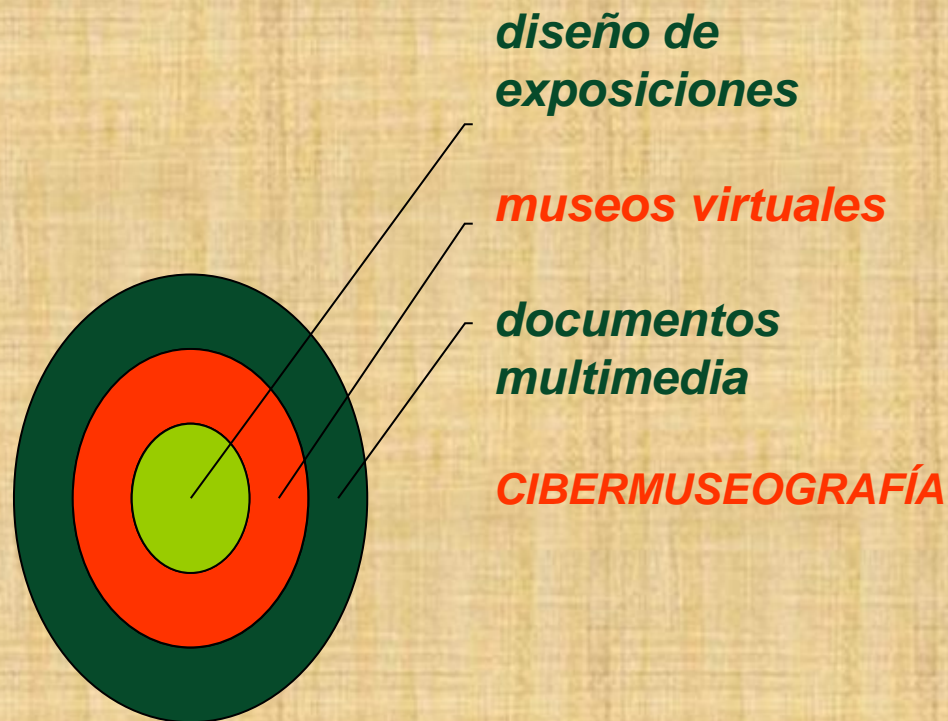 diseño de
exposiciones
museos virtuales
documentos
multimedia
CIBERMUSEOGRAFÍA